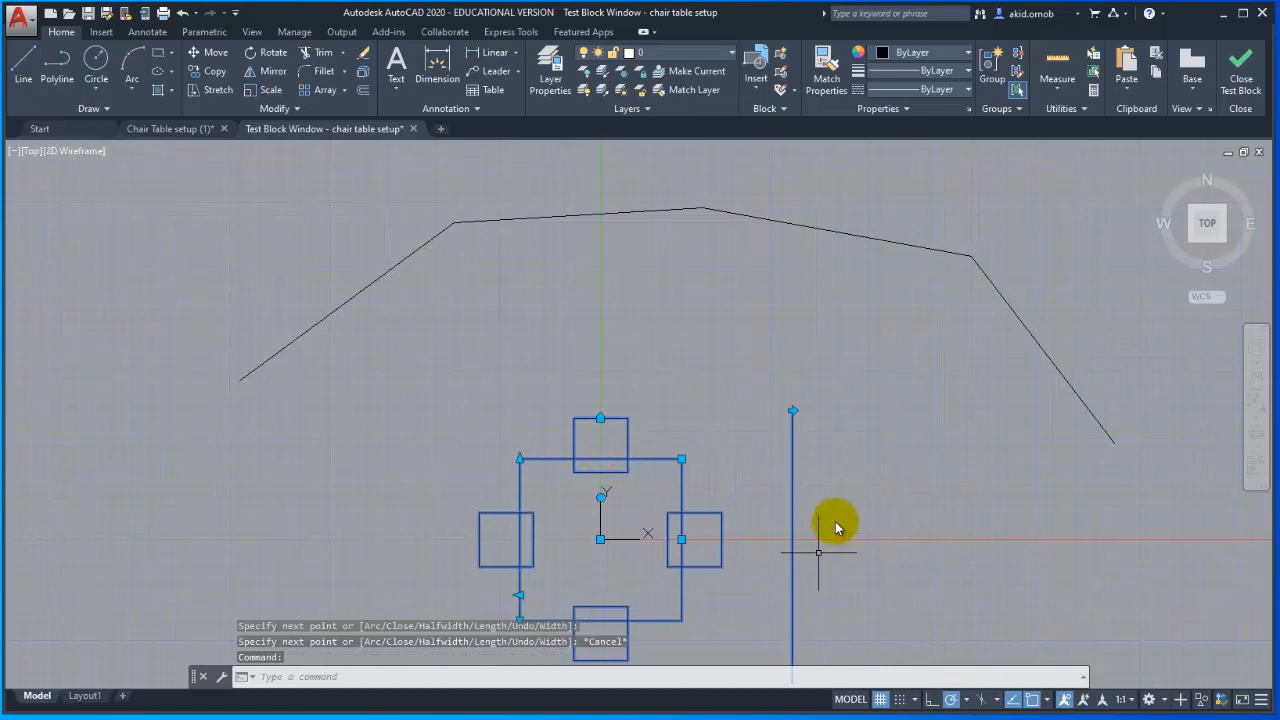 Autodesk AutoCAD 2020 - EDUCATIONAL VERSION Test Block Window - chair table setup
Type a keyword or phrase
akid.ornob
Home Insert Annotate Parametric View Manage Output Add-ins Collaborate Express Tools Featured Apps
Line Polyline Circle Arc
Move Rotate Trim
Copy Mirror Fillet
Stretch Scale Array
Text Dimension
Linear
Leader
Table
Layer Properties
0
Make Current
Match Layer
Insert
Match Properties
ByLayer
ByLayer
ByLayer
Group Measure Paste Base
Close Test Block
Draw Modify Annotation Layers Block Properties Groups Utilities Clipboard View Close
Start Chair Table setup (1)* Test Block Window - chair table setup*
[−][Top][2D Wireframe]
N
W TOP E
S
WCS
Y
X
Specify next point or [Arc/Close/Halfwidth/Length/Undo/Width]:
Specify next point or [Arc/Close/Halfwidth/Length/Undo/Width]: *Cancel*
Command:
Type a command
Model Layout1
MODEL 1:1